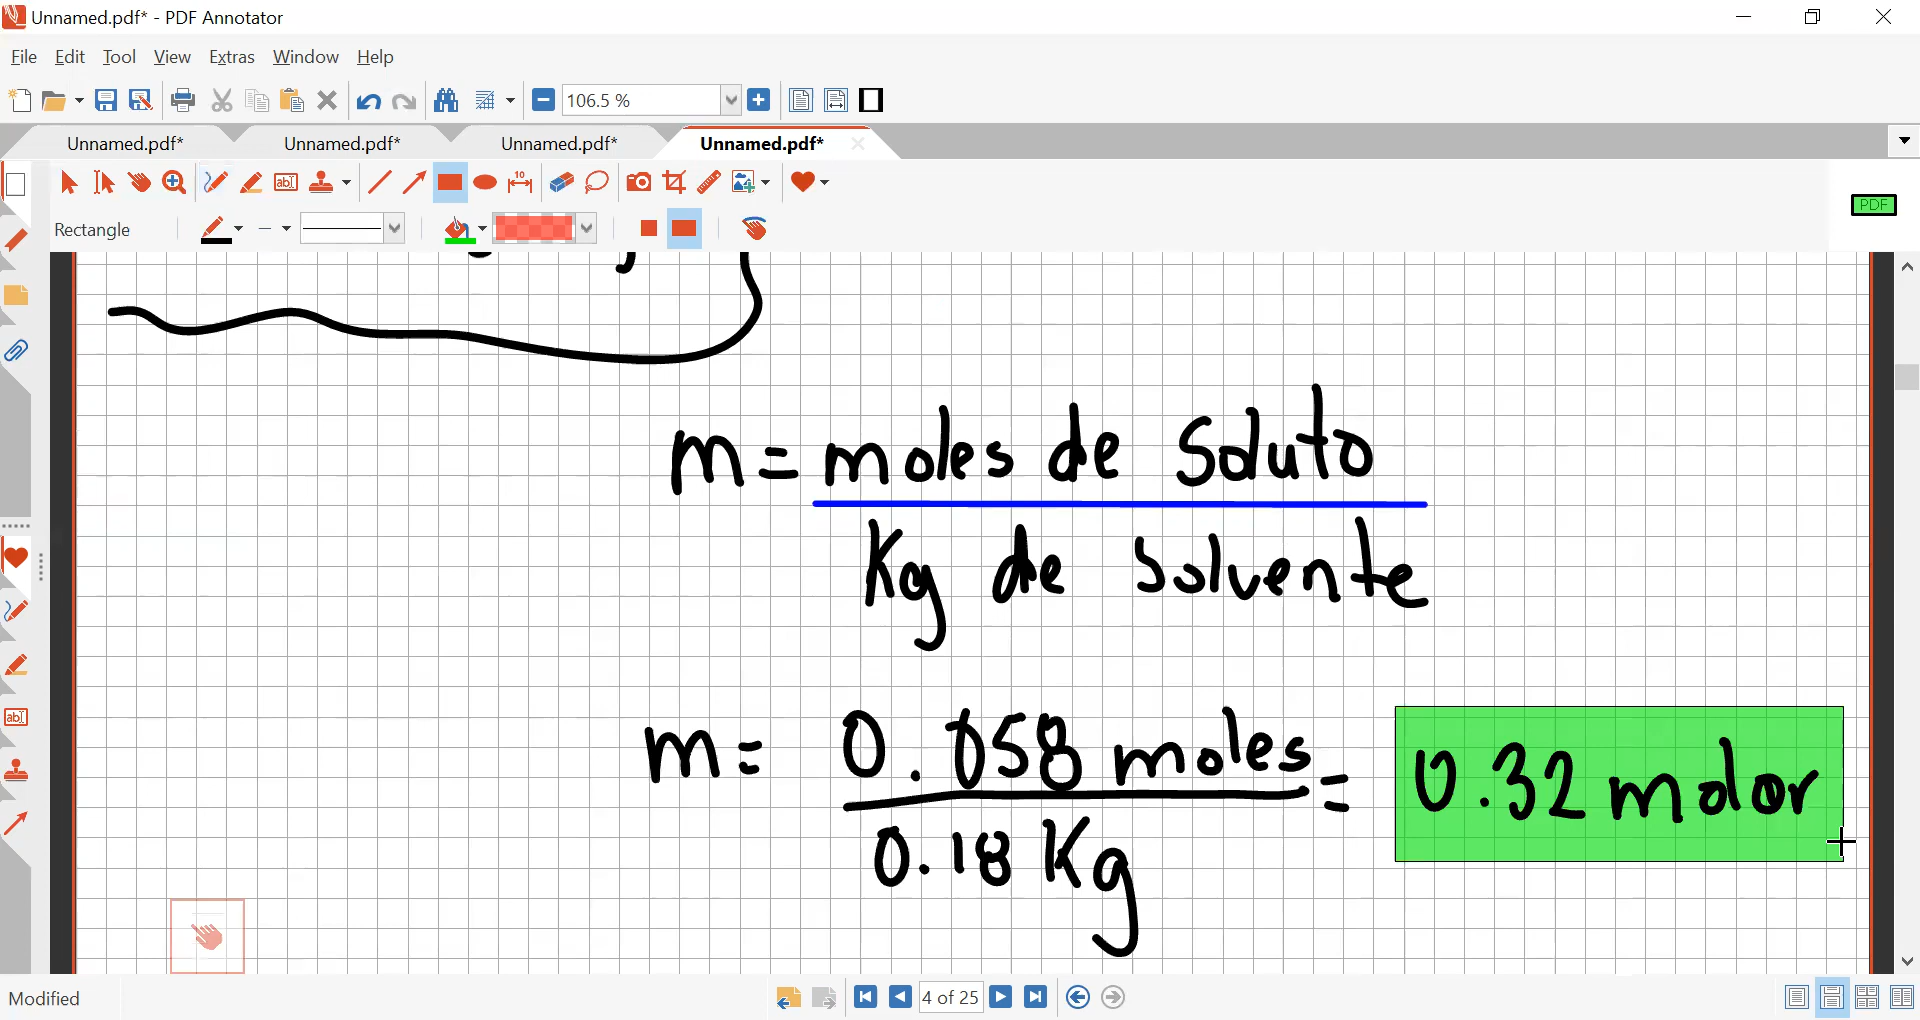 Unnamed.pdf* - PDF Annotator
File Edit Tool View Extras Window Help
106.5 %
Unnamed.pdf* Unnamed.pdf* Unnamed.pdf* Unnamed.pdf*
Rectangle
PDF
m = moles de soluto
Kg de solvente
m = 0.058 moles = 0.32 molar
0.18 Kg
Modified
4 of 25